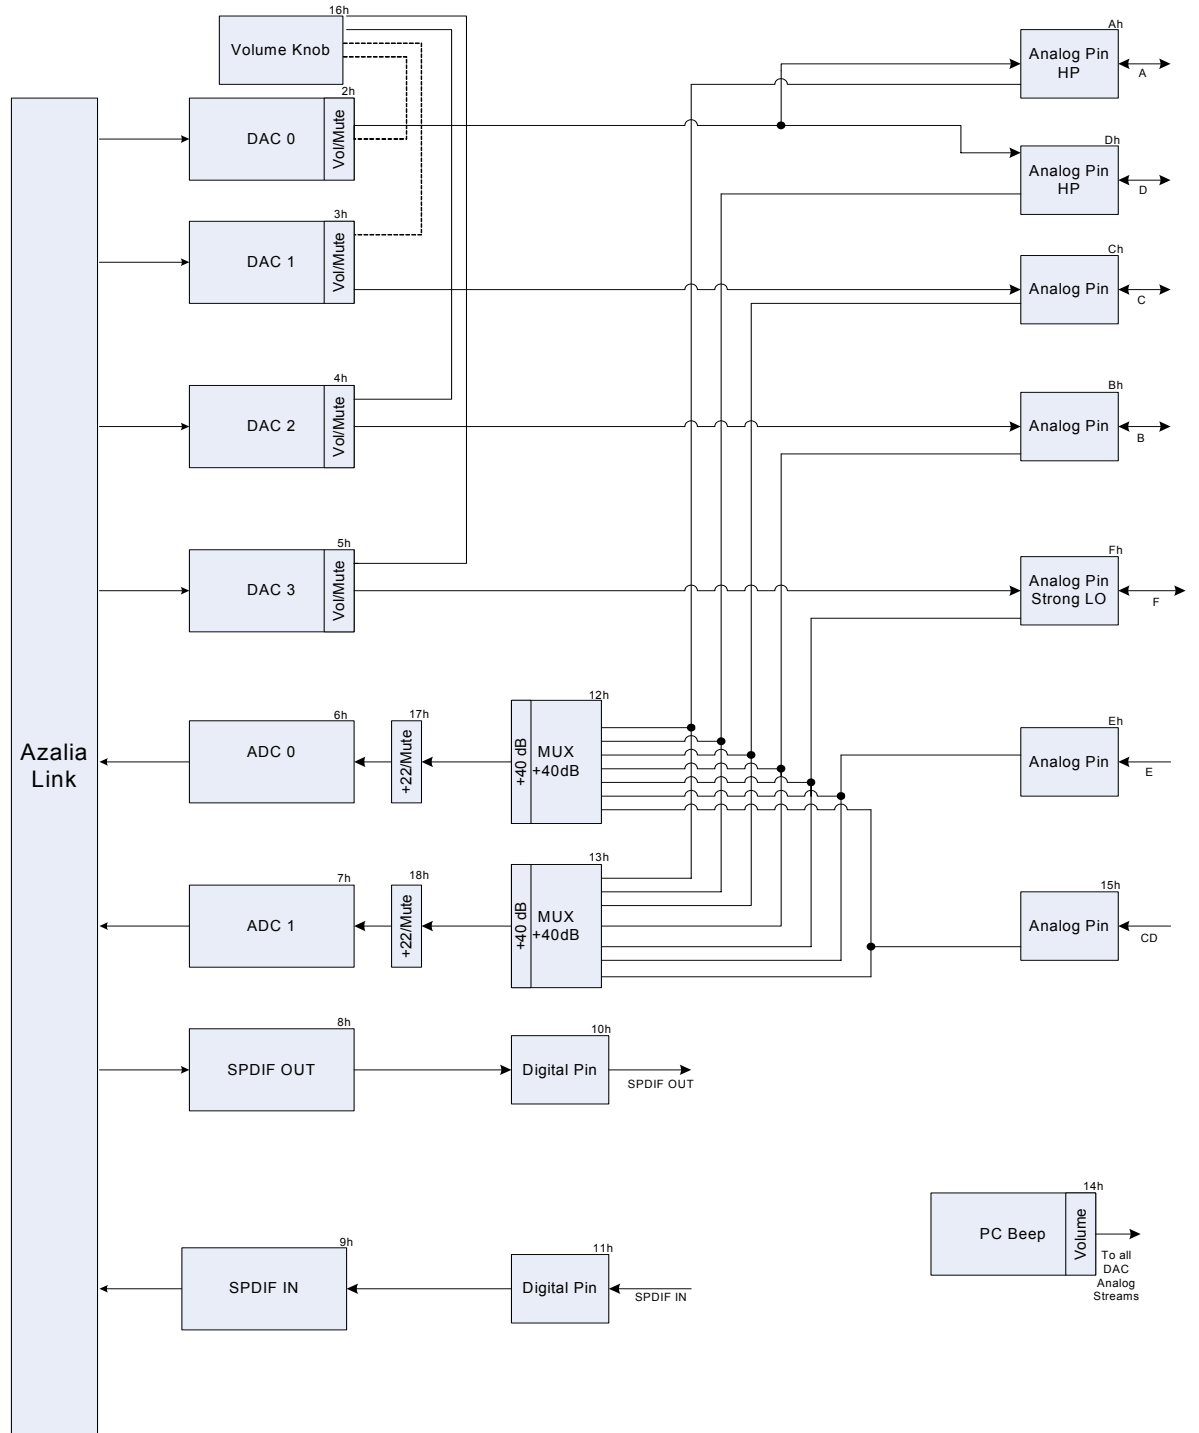 16h
Volume Knob
Ah
Analog Pin
HP
A
2h
DAC 0
Vol/Mute
Dh
Analog Pin
HP
D
3h
DAC 1
Vol/Mute
Ch
Analog Pin
C
4h
DAC 2
Vol/Mute
Bh
Analog Pin
B
5h
DAC 3
Vol/Mute
Fh
Analog Pin
Strong LO
F
Azalia
Link
6h
ADC 0
17h
+22/Mute
12h
+40 dB
MUX
+40dB
Eh
Analog Pin
E
7h
ADC 1
18h
+22/Mute
13h
+40 dB
MUX
+40dB
15h
Analog Pin
CD
8h
SPDIF OUT
10h
Digital Pin
SPDIF OUT
14h
PC Beep
Volume
To all
DAC
Analog
Streams
9h
SPDIF IN
11h
Digital Pin
SPDIF IN